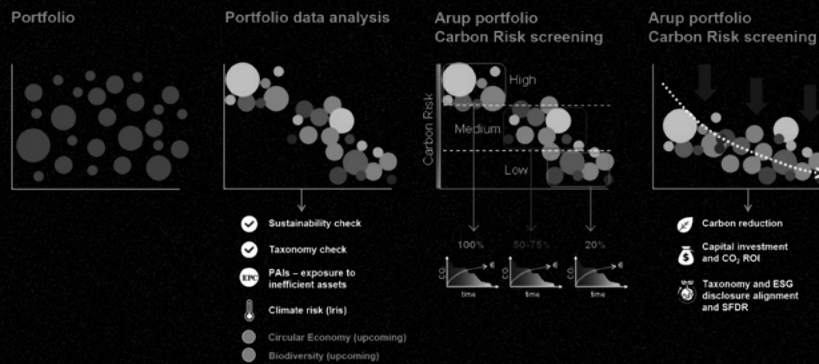 Portfolio
Portfolio data analysis
Arup portfolio
Carbon Risk screening
Arup portfolio
Carbon Risk screening
Carbon Risk
High
Medium
Low
Sustainability check
Taxonomy check
EPC
PAIs – exposure to
inefficient assets
Climate risk (Iris)
Circular Economy (upcoming)
Biodiversity (upcoming)
100%
50-75%
20%
CO₂
€
time
CO₂
€
time
CO₂
€
time
Carbon reduction
$
Capital investment
and CO₂ ROI
Taxonomy and ESG
disclosure alignment
and SFDR